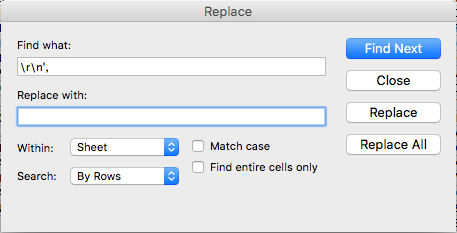 Replace
Find what:
\r\n',
Find Next
Close
Replace with:
Replace
Within: Sheet
Match case
Replace All
Search: By Rows
Find entire cells only